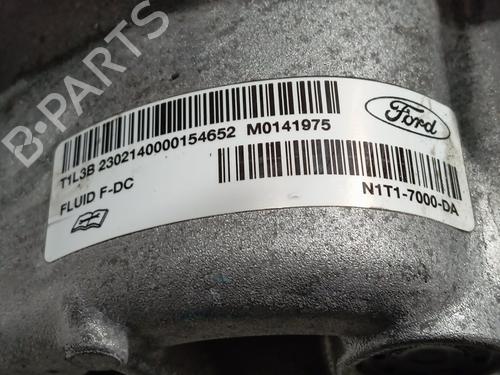 B-PARTS
Ford
T1L3B 2302140000154652 M0141975
FLUID F-DC
N1T1-7000-DA